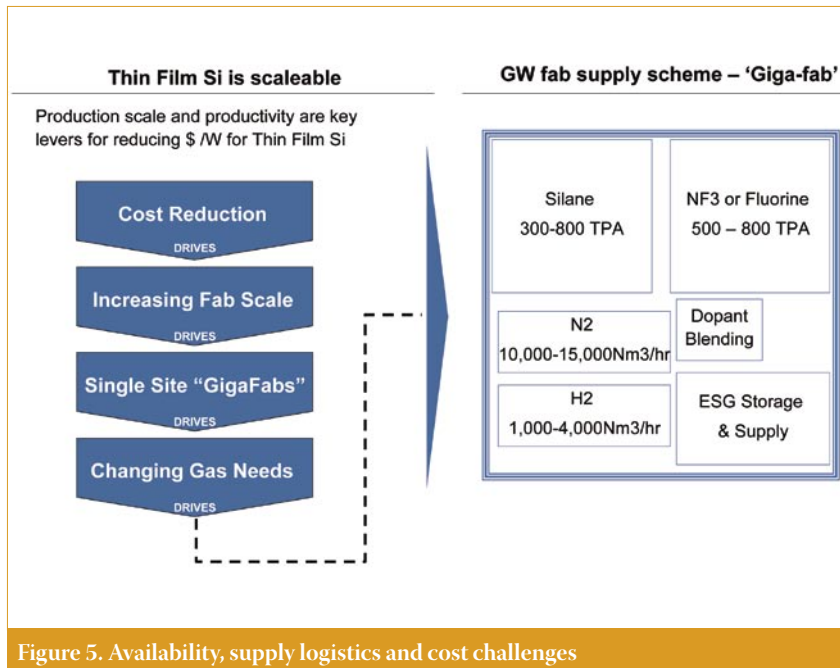 Thin Film Si is scaleable
Production scale and productivity are key
levers for reducing $ /W for Thin Film Si
Cost Reduction
DRIVES
Increasing Fab Scale
DRIVES
Single Site “GigaFabs”
DRIVES
Changing Gas Needs
DRIVES
GW fab supply scheme – ‘Giga-fab’
Silane
300-800 TPA
NF3 or Fluorine
500 – 800 TPA
N2
10,000-15,000Nm3/hr
Dopant
Blending
H2
1,000-4,000Nm3/hr
ESG Storage
& Supply
Figure 5. Availability, supply logistics and cost challenges